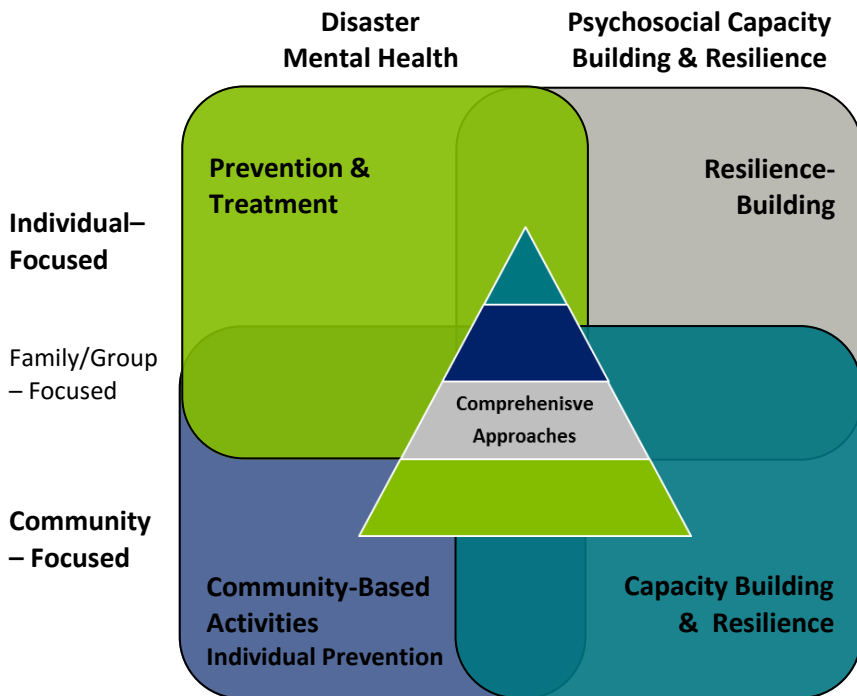 Disaster
Mental Health
Psychosocial Capacity
Building & Resilience
Prevention &
Treatment
Resilience-
Building
Individual–
Focused
Family/Group
– Focused
Comprehenisve
Approaches
Community
– Focused
Community-Based
Activities
Individual Prevention
Capacity Building
& Resilience